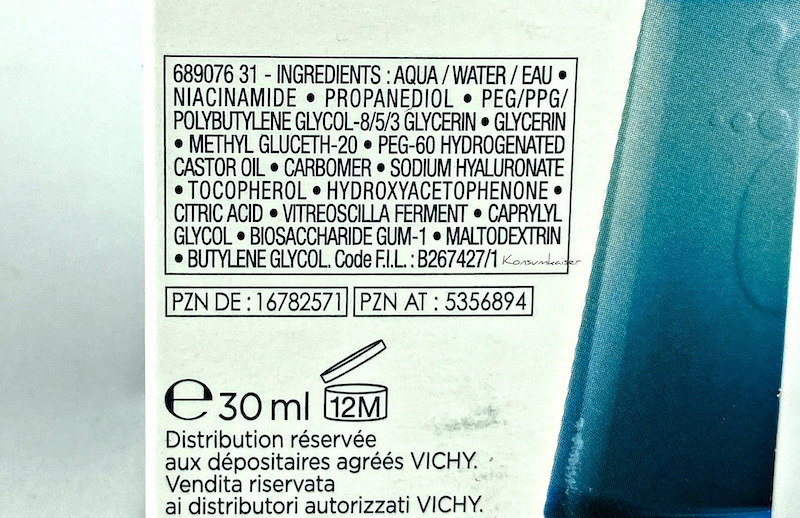 689076 31 - INGREDIENTS : AQUA / WATER / EAU •
NIACINAMIDE • PROPANEDIOL • PEG/PPG/
POLYBUTYLENE GLYCOL-8/5/3 GLYCERIN • GLYCERIN
• METHYL GLUCETH-20 • PEG-60 HYDROGENATED
CASTOR OIL • CARBOMER • SODIUM HYALURONATE
• TOCOPHEROL • HYDROXYACETOPHENONE •
CITRIC ACID • VITREOSCILLA FERMENT • CAPRYLYL
GLYCOL • BIOSACCHARIDE GUM-1 • MALTODEXTRIN
• BUTYLENE GLYCOL. Code F.I.L. : B267427/1 Konsumkaiser
PZN DE : 16782571 PZN AT : 5356894
℮ 30 ml 12M
Distribution réservée
aux dépositaires agréés VICHY.
Vendita riservata
ai distributori autorizzati VICHY.